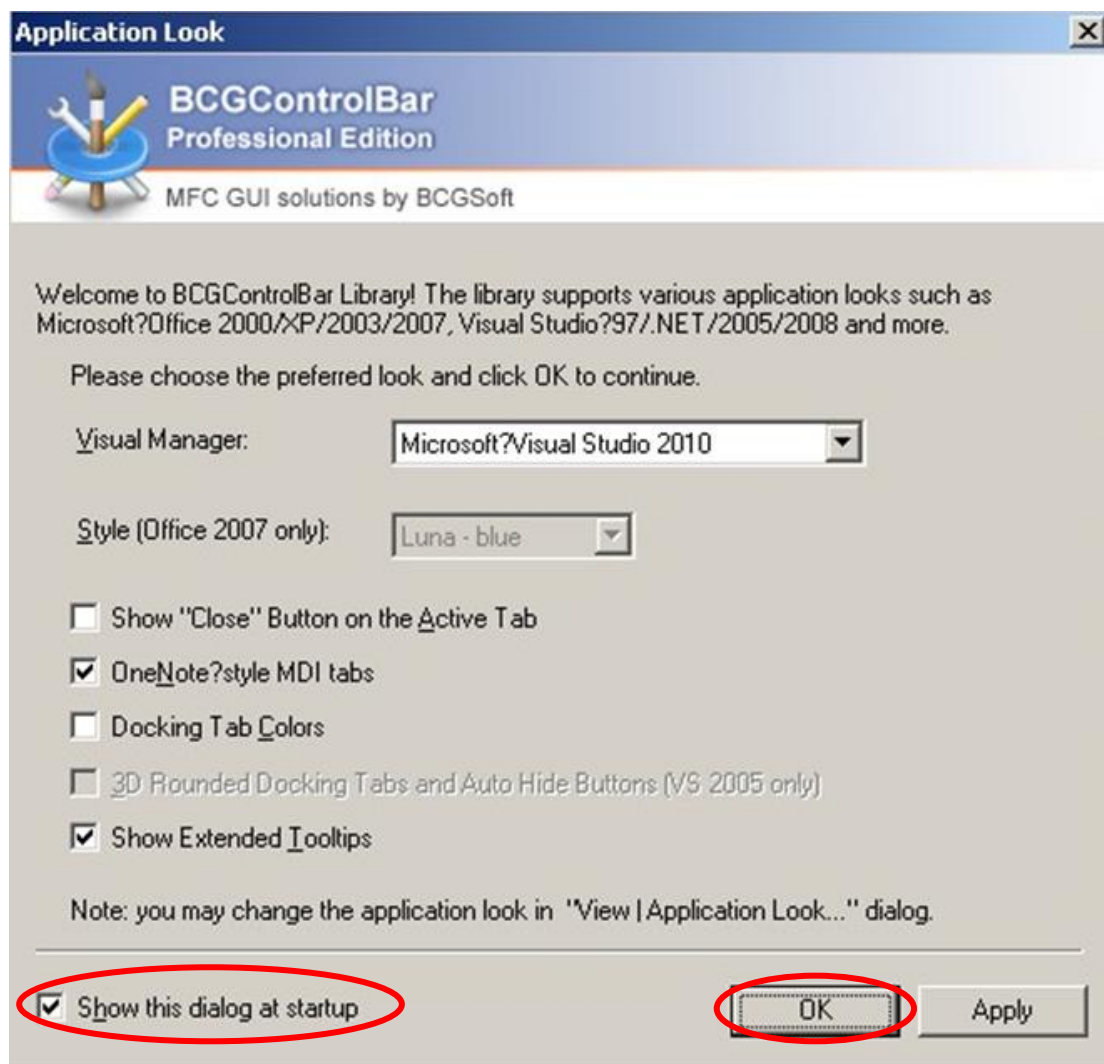 Application Look
BCGControlBar
Professional Edition
MFC GUI solutions by BCGSoft
Welcome to BCGControlBar Library! The library supports various application looks such as
Microsoft?Office 2000/XP/2003/2007, Visual Studio?97/.NET/2005/2008 and more.
Please choose the preferred look and click OK to continue.
Visual Manager: Microsoft?Visual Studio 2010
Style (Office 2007 only): Luna - blue
Show "Close" Button on the Active Tab
OneNote?style MDI tabs
Docking Tab Colors
3D Rounded Docking Tabs and Auto Hide Buttons (VS 2005 only)
Show Extended Tooltips
Note: you may change the application look in "View | Application Look..." dialog.
Show this dialog at startup OK Apply